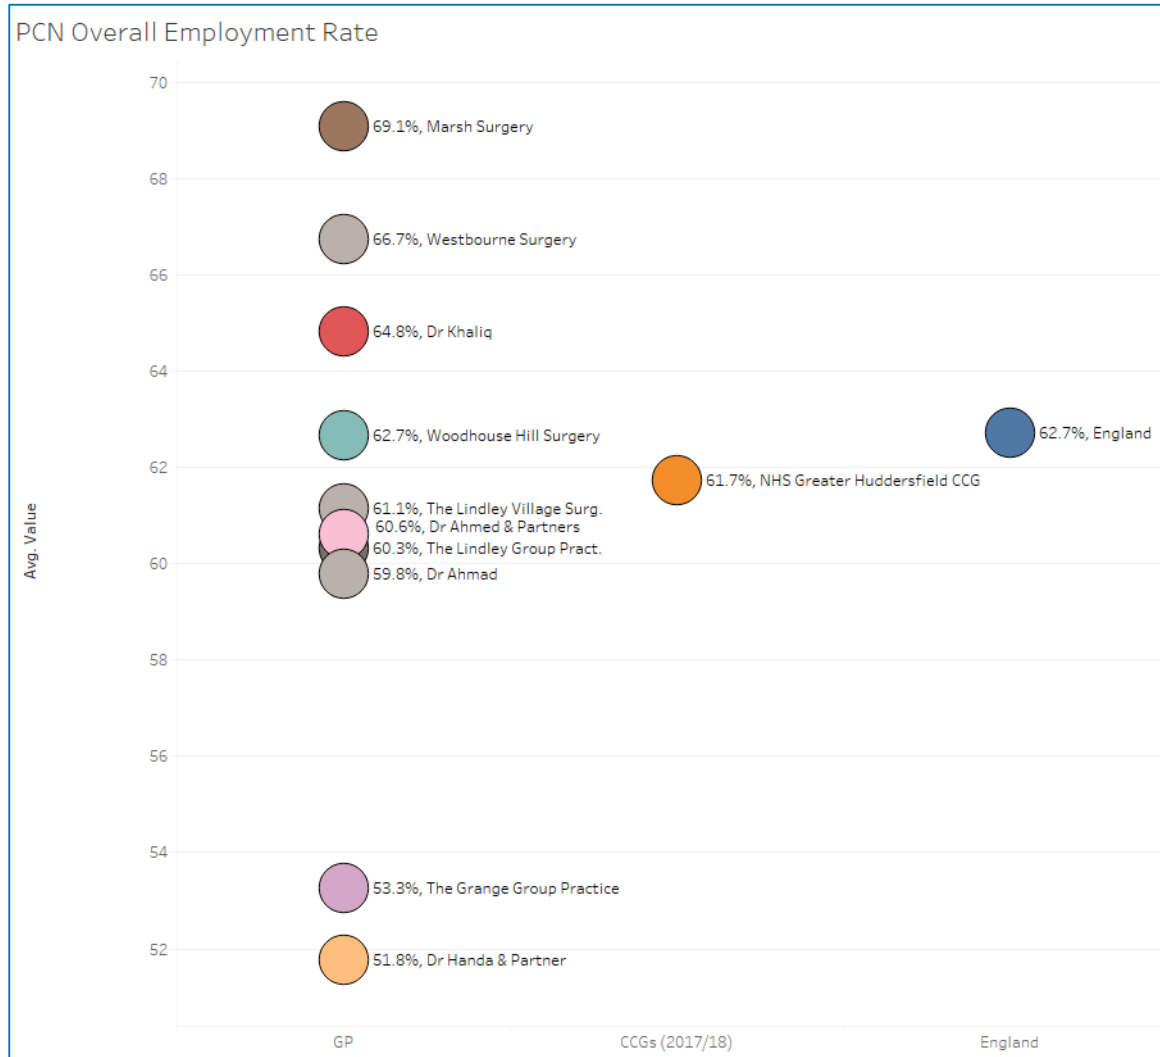 PCN Overall Employment Rate
70
69.1%, Marsh Surgery
68
66.7%, Westbourne Surgery
66
64.8%, Dr Khaliq
64
62.7%, Woodhouse Hill Surgery
62.7%, England
62
61.7%, NHS Greater Huddersfield CCG
61.1%, The Lindley Village Surg.
60.6%, Dr Ahmed & Partners
60.3%, The Lindley Group Pract.
60
59.8%, Dr Ahmad
Avg. Value
58
56
54
53.3%, The Grange Group Practice
52
51.8%, Dr Handa & Partner
GP
CCGs (2017/18)
England